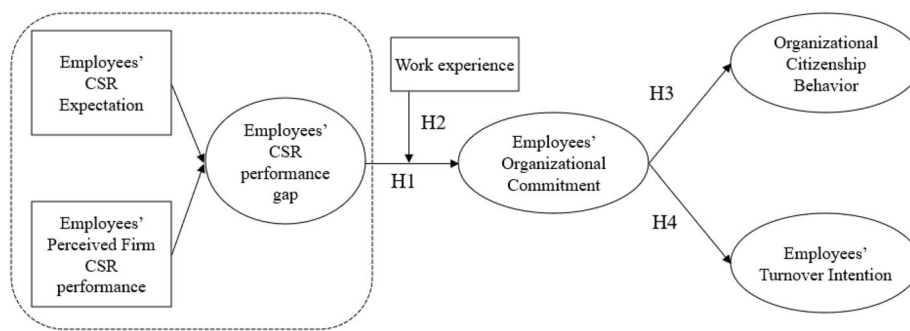 Employees'
CSR
Expectation
Employees'
Perceived Firm
CSR
performance
Employees'
CSR
performance
gap
Work experience
H2
H1
Employees'
Organizational
Commitment
H3
H4
Organizational
Citizenship
Behavior
Employees'
Turnover Intention